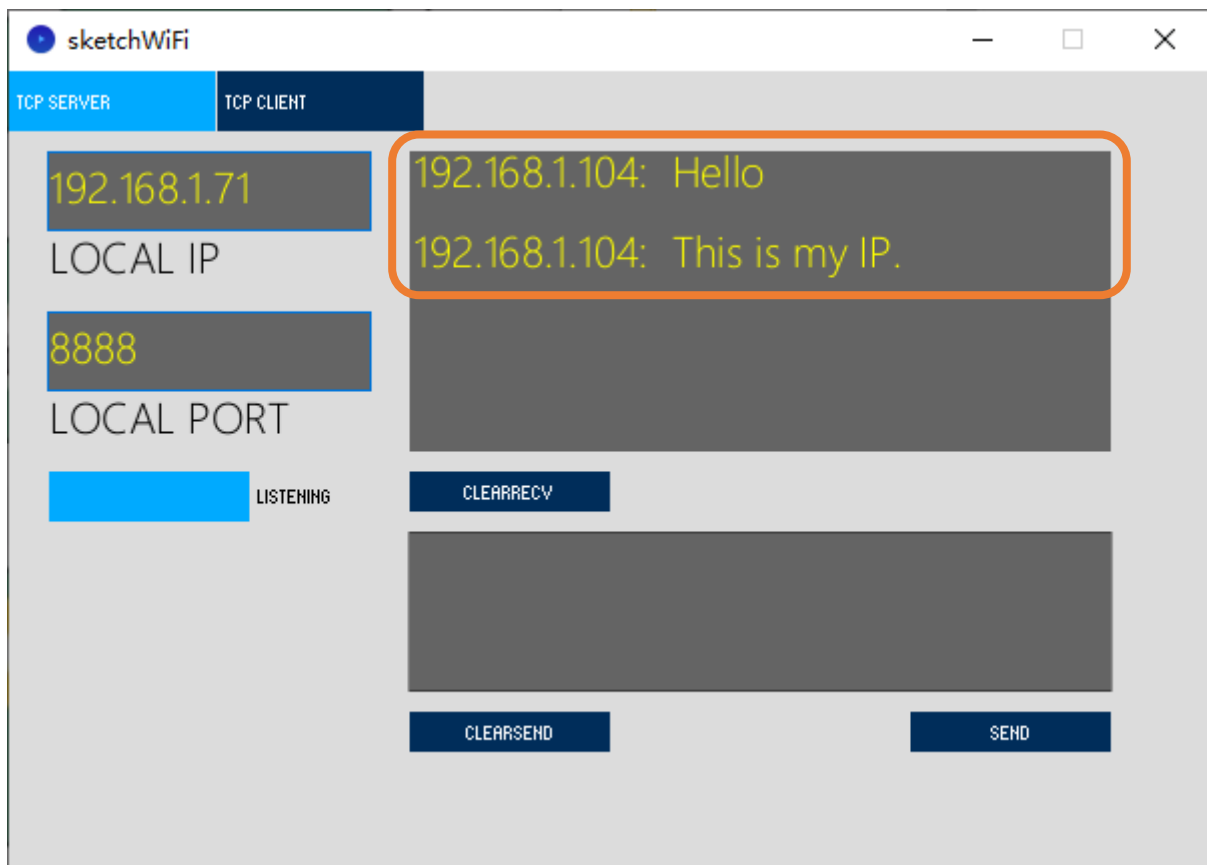 sketchWiFi
TCP SERVER
TCP CLIENT
192.168.1.71
LOCAL IP
8888
LOCAL PORT
LISTENING
192.168.1.104:  Hello
192.168.1.104:  This is my IP.
CLEARRECV
CLEARSEND
SEND